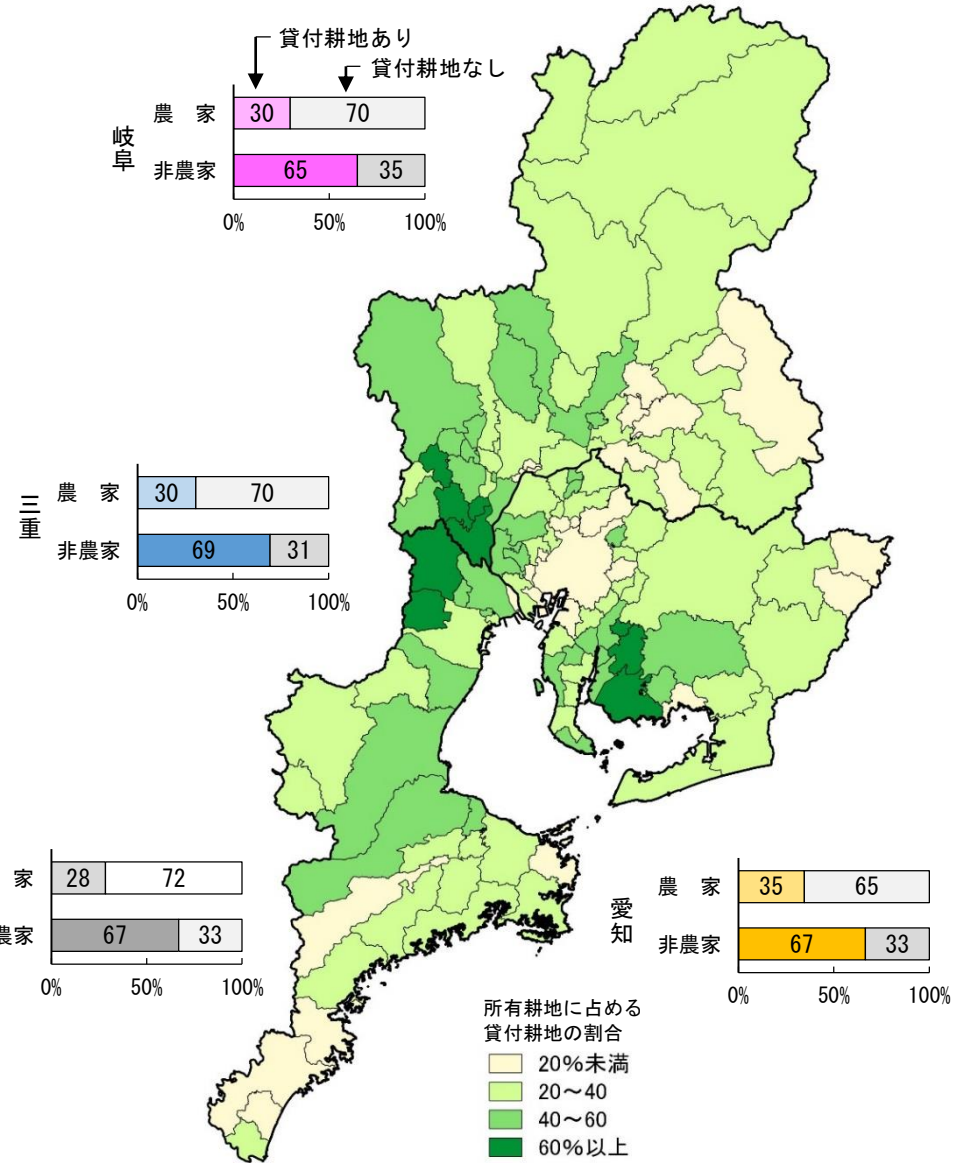 貸付耕地あり
貸付耕地なし
岐阜
農 家 30 70
非農家 65 35
0% 50% 100%
三重
農 家 30 70
非農家 69 31
0% 50% 100%
家 28 72
農家 67 33
0% 50% 100%
愛知
農 家 35 65
非農家 67 33
0% 50% 100%
所有耕地に占める
貸付耕地の割合
20%未満
20~40
40~60
60%以上